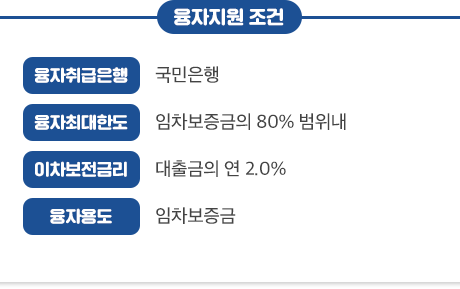 융자지원 조건
융자취급은행 국민은행
융자최대한도 임차보증금의 80% 범위내
이차보전금리 대출금의 연 2.0%
융자용도 임차보증금